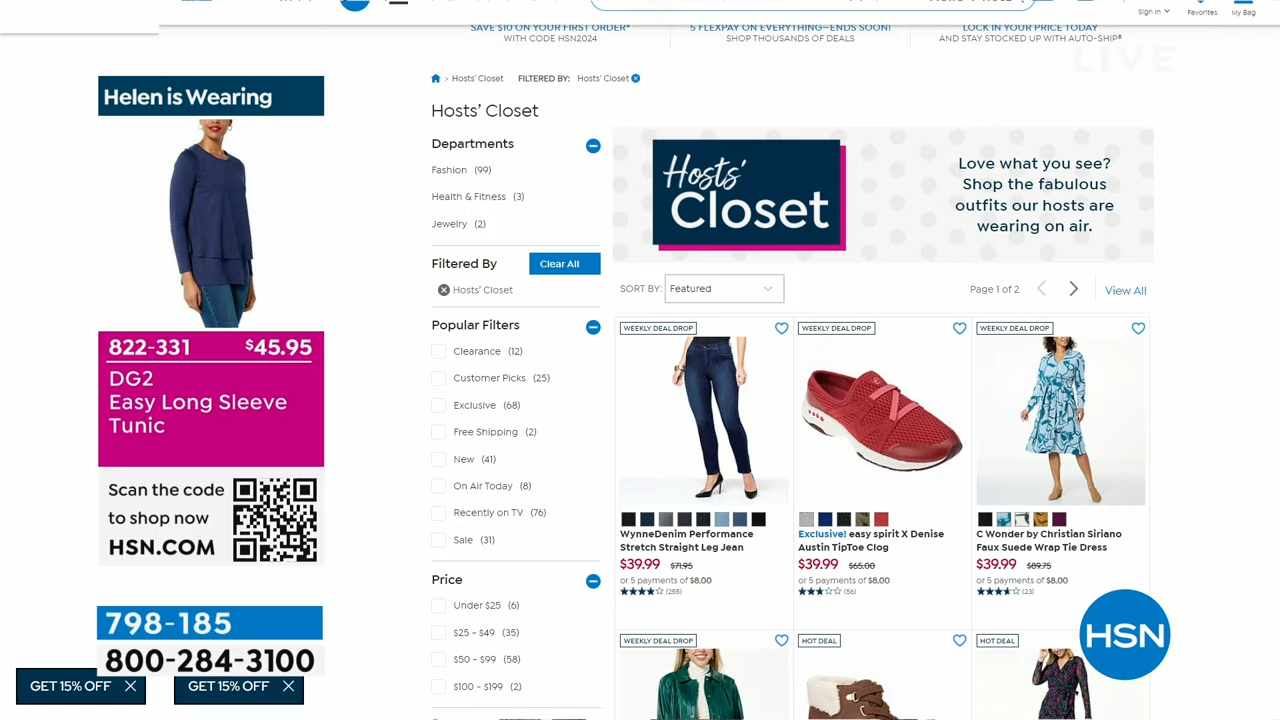 Sign in
Favorites
My Bag
SAVE $10 ON YOUR FIRST ORDER*
WITH CODE HSN2024
5 FLEXPAY ON EVERYTHING—ENDS SOON!
SHOP THOUSANDS OF DEALS
LOCK IN YOUR PRICE TODAY
AND STAY STOCKED UP WITH AUTO-SHIP®
LIVE
Helen is Wearing
822-331 $45.95
DG2
Easy Long Sleeve
Tunic
Scan the code
to shop now
HSN.COM
798-185
800-284-3100
GET 15% OFF
GET 15% OFF
> Hosts' Closet FILTERED BY: Hosts' Closet
Hosts' Closet
Departments
Fashion (99)
Health & Fitness (3)
Jewelry (2)
Filtered By Clear All
Hosts' Closet
Popular Filters
Clearance (12)
Customer Picks (25)
Exclusive (68)
Free Shipping (2)
New (41)
On Air Today (8)
Recently on TV (76)
Sale (31)
Price
Under $25 (6)
$25 - $49 (35)
$50 - $99 (58)
$100 - $199 (2)
Hosts'
Closet
Love what you see?
Shop the fabulous
outfits our hosts are
wearing on air.
SORT BY: Featured
Page 1 of 2
View All
WEEKLY DEAL DROP
WynneDenim Performance
Stretch Straight Leg Jean
$39.99 $71.95
or 5 payments of $8.00
(255)
WEEKLY DEAL DROP
Exclusive! easy spirit X Denise
Austin TipToe Clog
$39.99 $65.00
or 5 payments of $8.00
(56)
WEEKLY DEAL DROP
C Wonder by Christian Siriano
Faux Suede Wrap Tie Dress
$39.99 $89.75
or 5 payments of $8.00
(23)
WEEKLY DEAL DROP
HOT DEAL
HOT DEAL
HSN